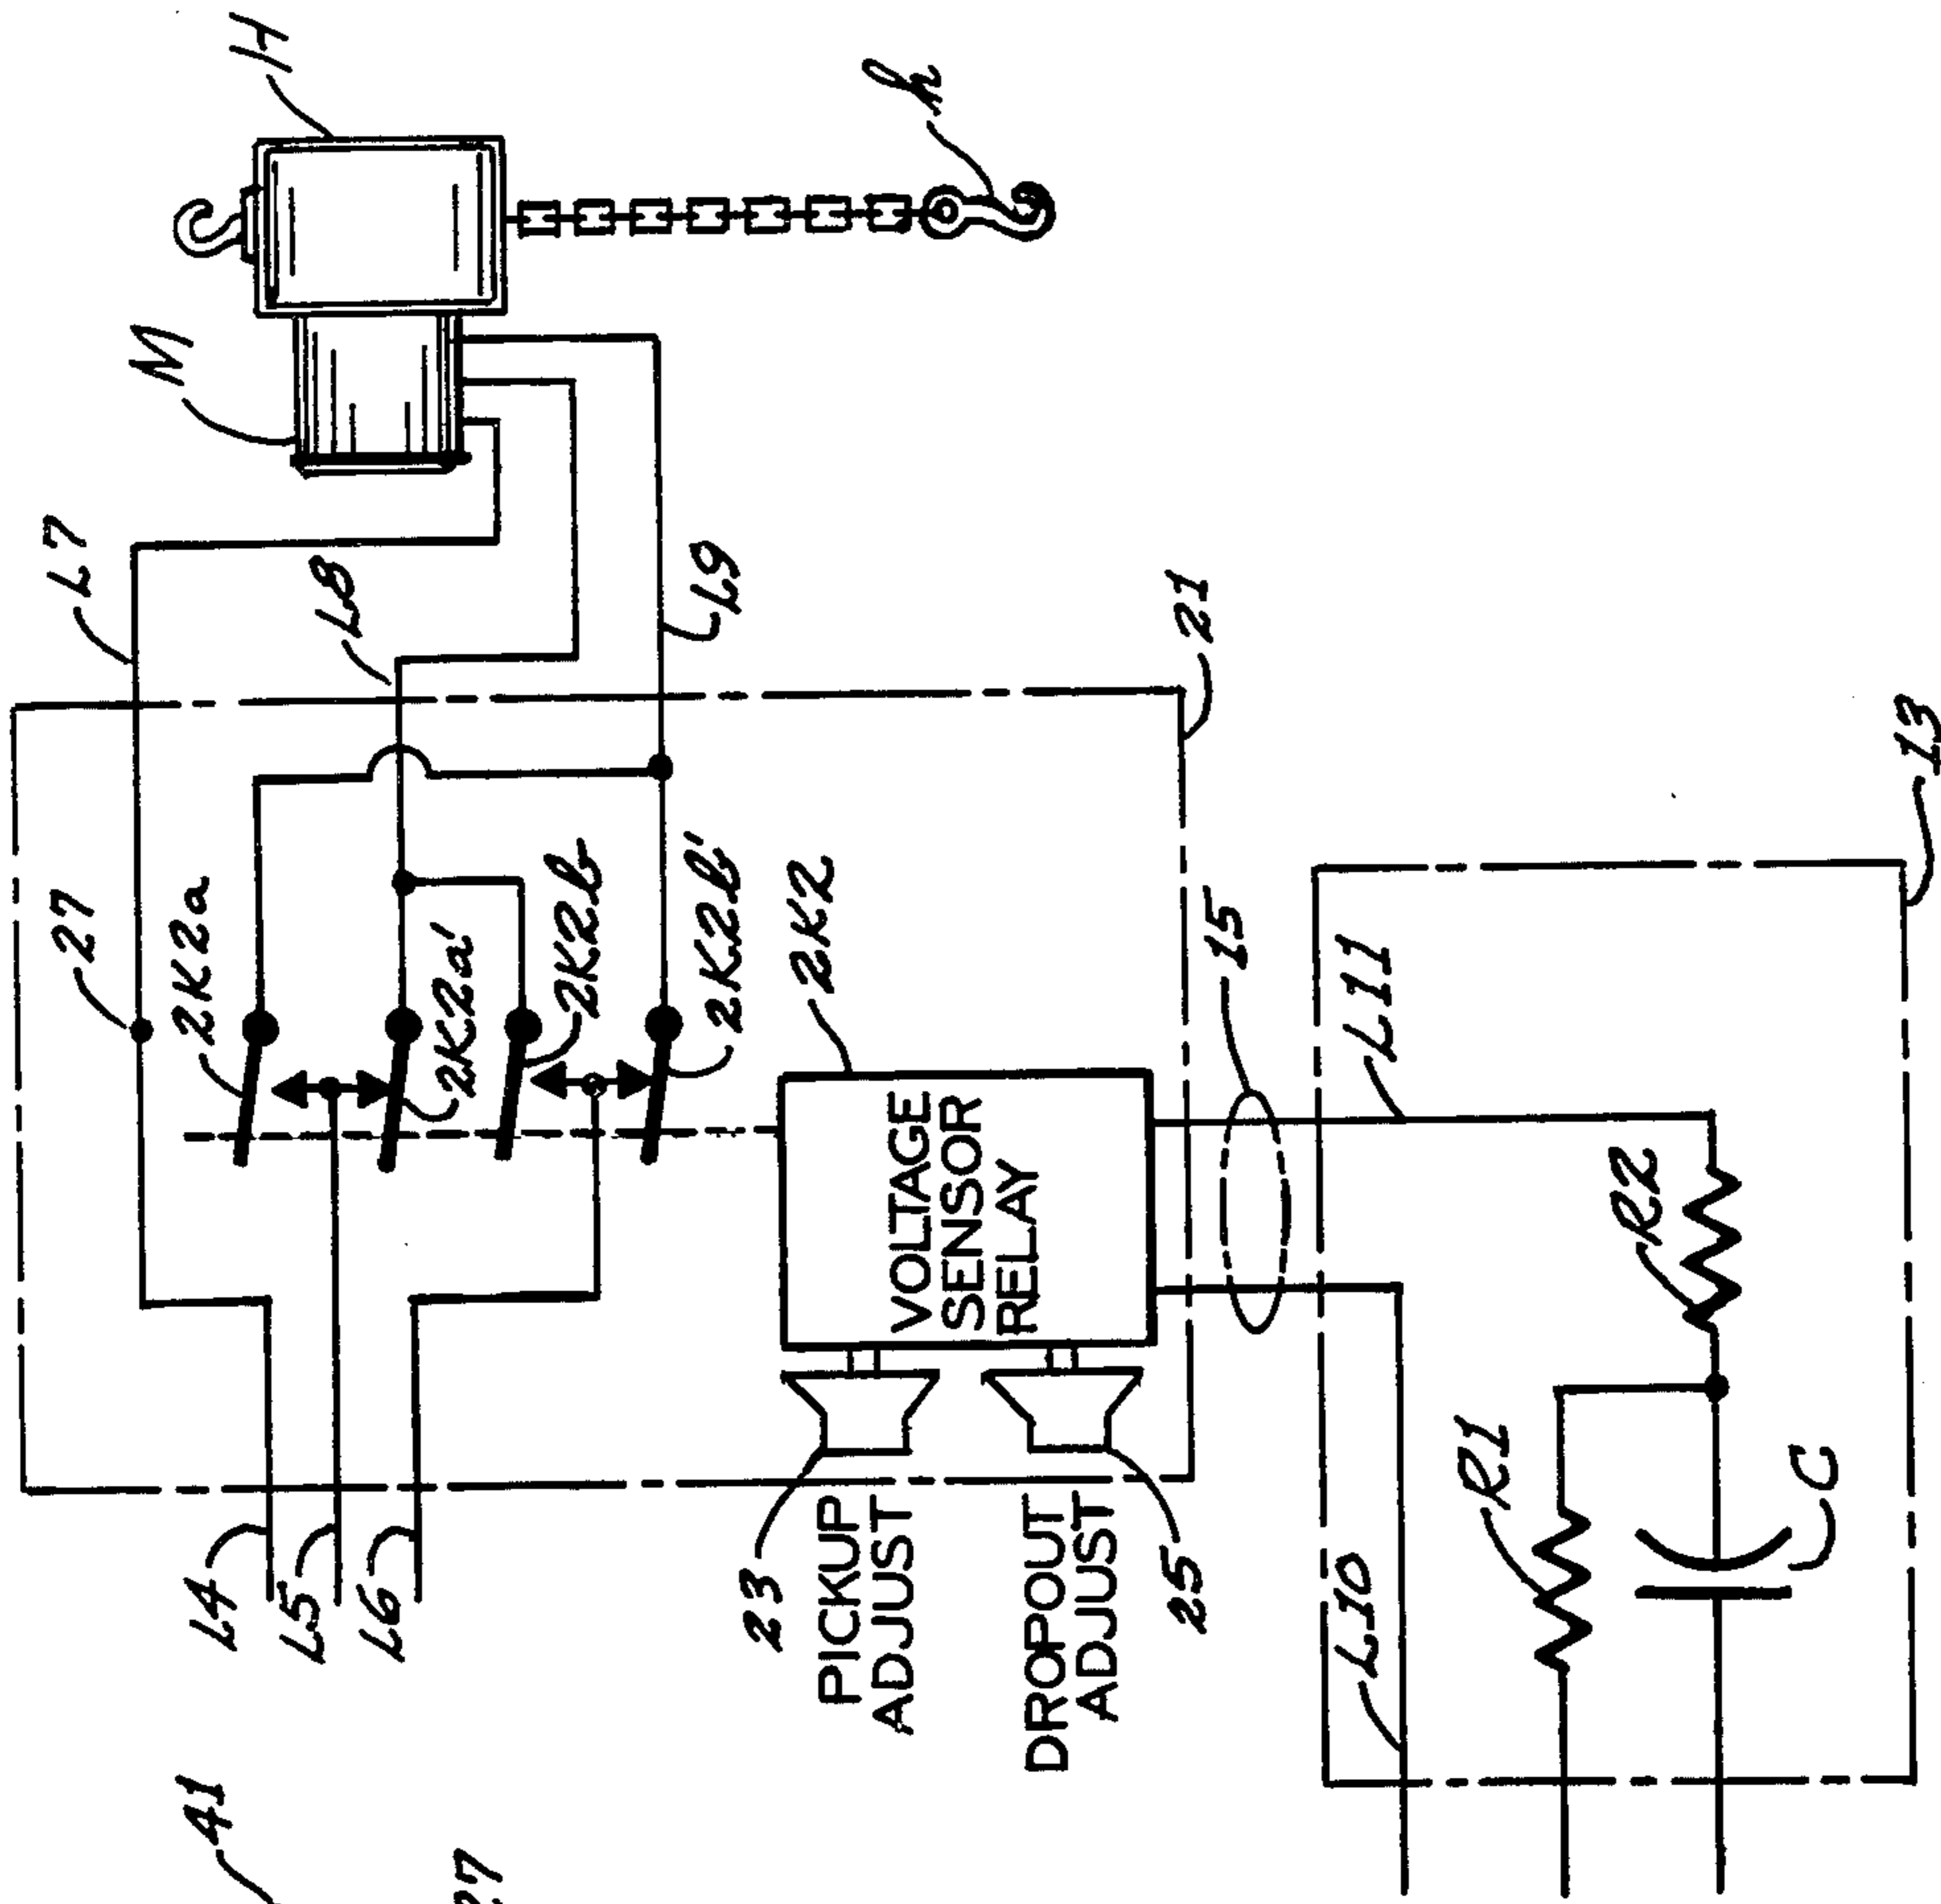 H
M
h
L7
L8
L9
21
27
2K2a
2K2a'
2K2b
2K2b'
2K2
15
L11
13
VOLTAGE
SENSOR
RELAY
R2
L4
L5
L6
23
PICKUP
ADJUST
DROPOUT
ADJUST
25
L10
R1
C
41
27